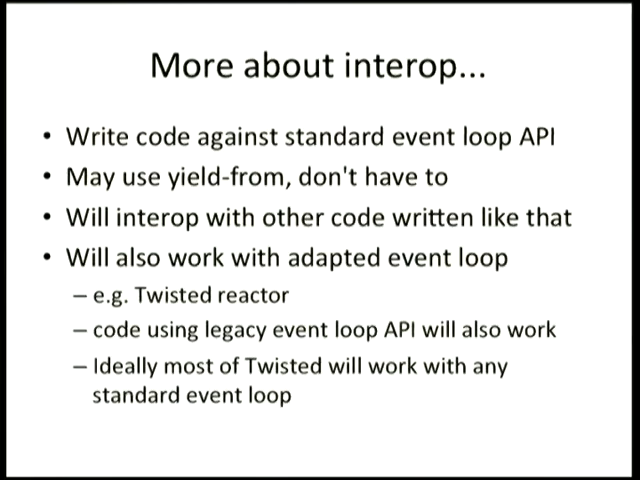 More about interop...
• Write code against standard event loop API
• May use yield-from, don't have to
• Will interop with other code written like that
• Will also work with adapted event loop
– e.g. Twisted reactor
– code using legacy event loop API will also work
– Ideally most of Twisted will work with any
standard event loop